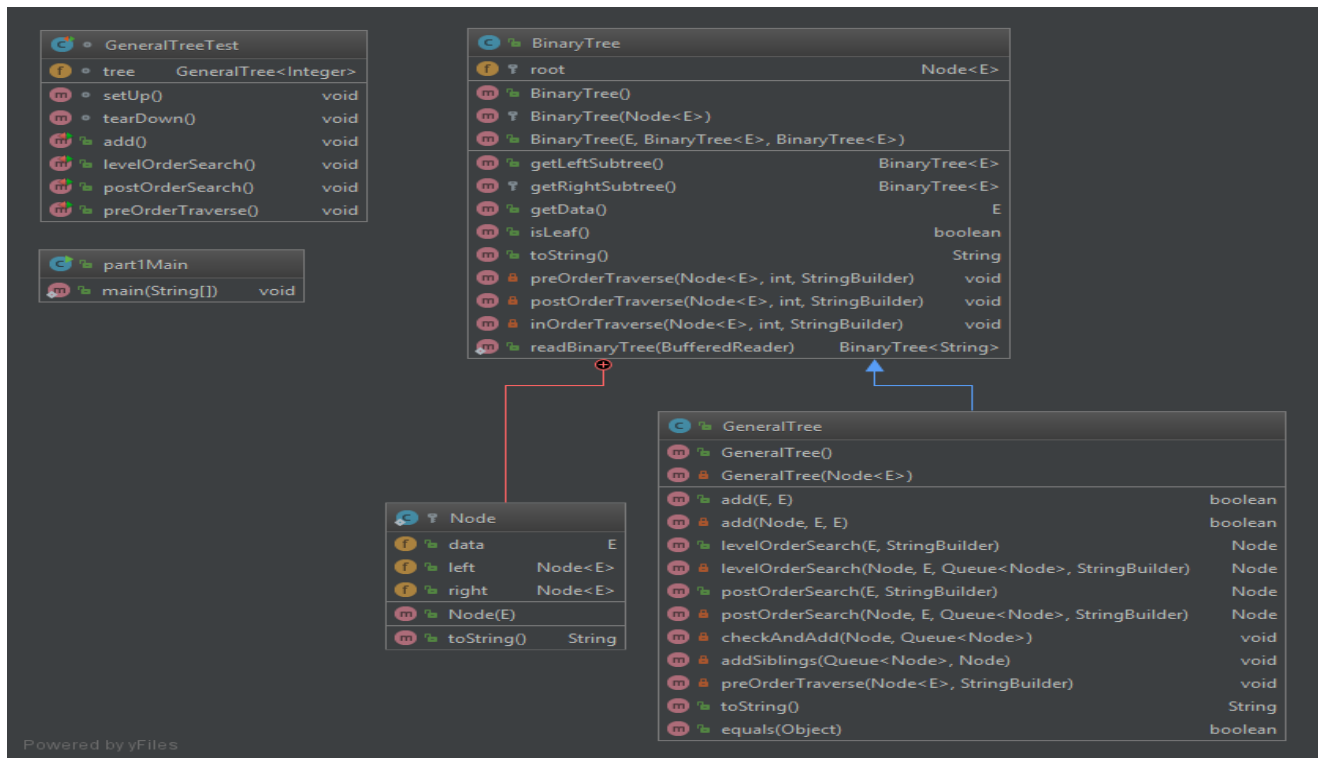 GeneralTreeTest
tree GeneralTree<Integer>
setUp() void
tearDown() void
add() void
levelOrderSearch() void
postOrderSearch() void
preOrderTraverse() void
part1Main
main(String[]) void
BinaryTree
root Node<E>
BinaryTree()
BinaryTree(Node<E>)
BinaryTree(E, BinaryTree<E>, BinaryTree<E>)
getLeftSubtree() BinaryTree<E>
getRightSubtree() BinaryTree<E>
getData() E
isLeaf() boolean
toString() String
preOrderTraverse(Node<E>, int, StringBuilder) void
postOrderTraverse(Node<E>, int, StringBuilder) void
inOrderTraverse(Node<E>, int, StringBuilder) void
readBinaryTree(BufferedReader) BinaryTree<String>
Node
data E
left Node<E>
right Node<E>
Node(E)
toString() String
GeneralTree
GeneralTree()
GeneralTree(Node<E>)
add(E, E) boolean
add(Node, E, E) boolean
levelOrderSearch(E, StringBuilder) Node
levelOrderSearch(Node, E, Queue<Node>, StringBuilder) Node
postOrderSearch(E, StringBuilder) Node
postOrderSearch(Node, E, Queue<Node>, StringBuilder) Node
checkAndAdd(Node, Queue<Node>) void
addSiblings(Queue<Node>, Node) void
preOrderTraverse(Node<E>, StringBuilder) void
toString() String
equals(Object) boolean
Powered by yFiles